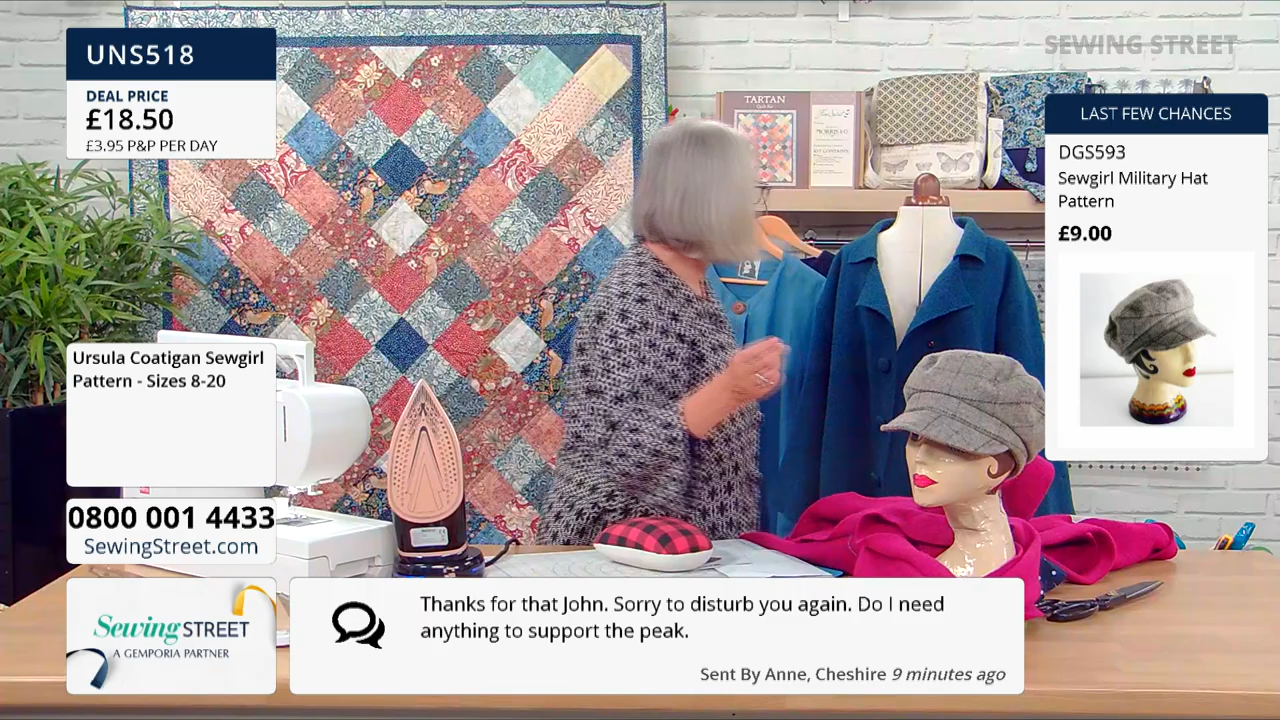 UNS518
DEAL PRICE
£18.50
£3.95 P&P PER DAY
SEWING STREET
LAST FEW CHANCES
DGS593
Sewgirl Military Hat
Pattern
£9.00
TARTAN
Ursula Coatigan Sewgirl
Pattern - Sizes 8-20
0800 001 4433
SewingStreet.com
Sewing STREET
A GEMPORIA PARTNER
Thanks for that John. Sorry to disturb you again. Do I need
anything to support the peak.
Sent By Anne, Cheshire 9 minutes ago